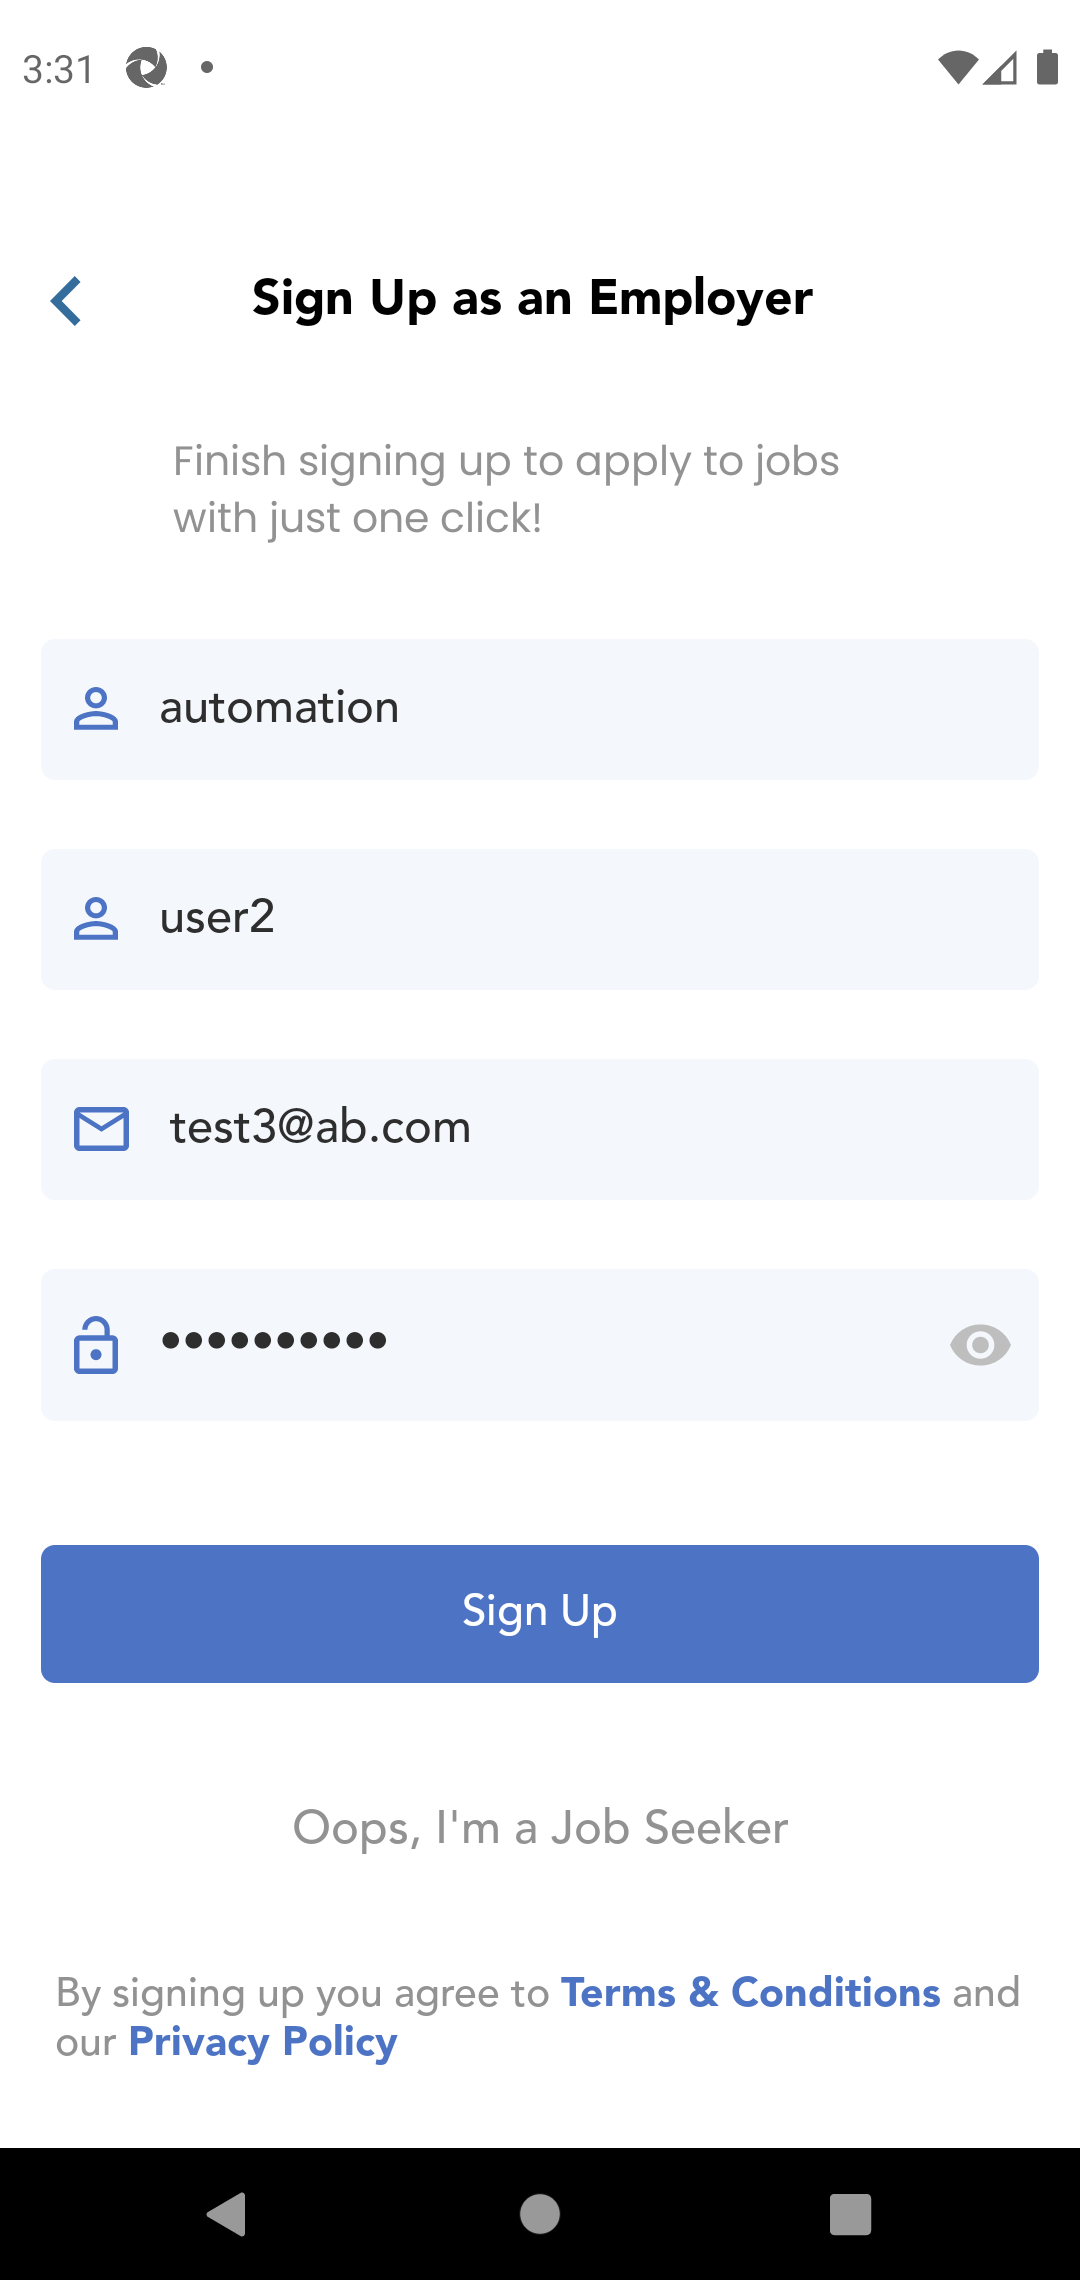 3:31
Sign Up as an Employer
Finish signing up to apply to jobs
with just one click!
automation
user2
test3@ab.com
••••••••••
Sign Up
Oops, I'm a Job Seeker
By signing up you agree to Terms & Conditions and
our Privacy Policy